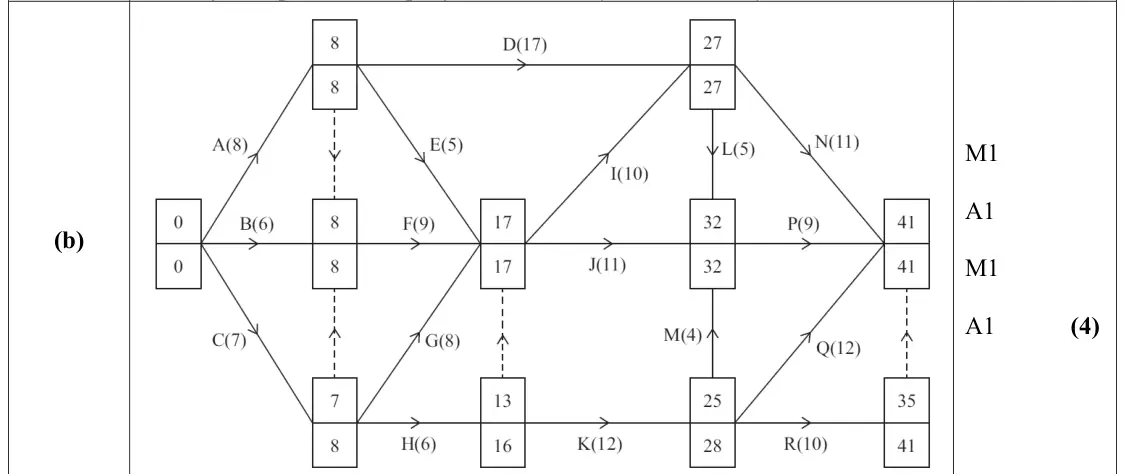 (b)
8
8
D(17)
27
27
A(8)
E(5)
I(10)
L(5)
N(11)
0
0
B(6)
8
8
F(9)
17
17
J(11)
32
32
P(9)
41
41
C(7)
G(8)
M(4)
Q(12)
7
8
H(6)
13
16
K(12)
25
28
R(10)
35
41
M1
A1
M1
A1 (4)